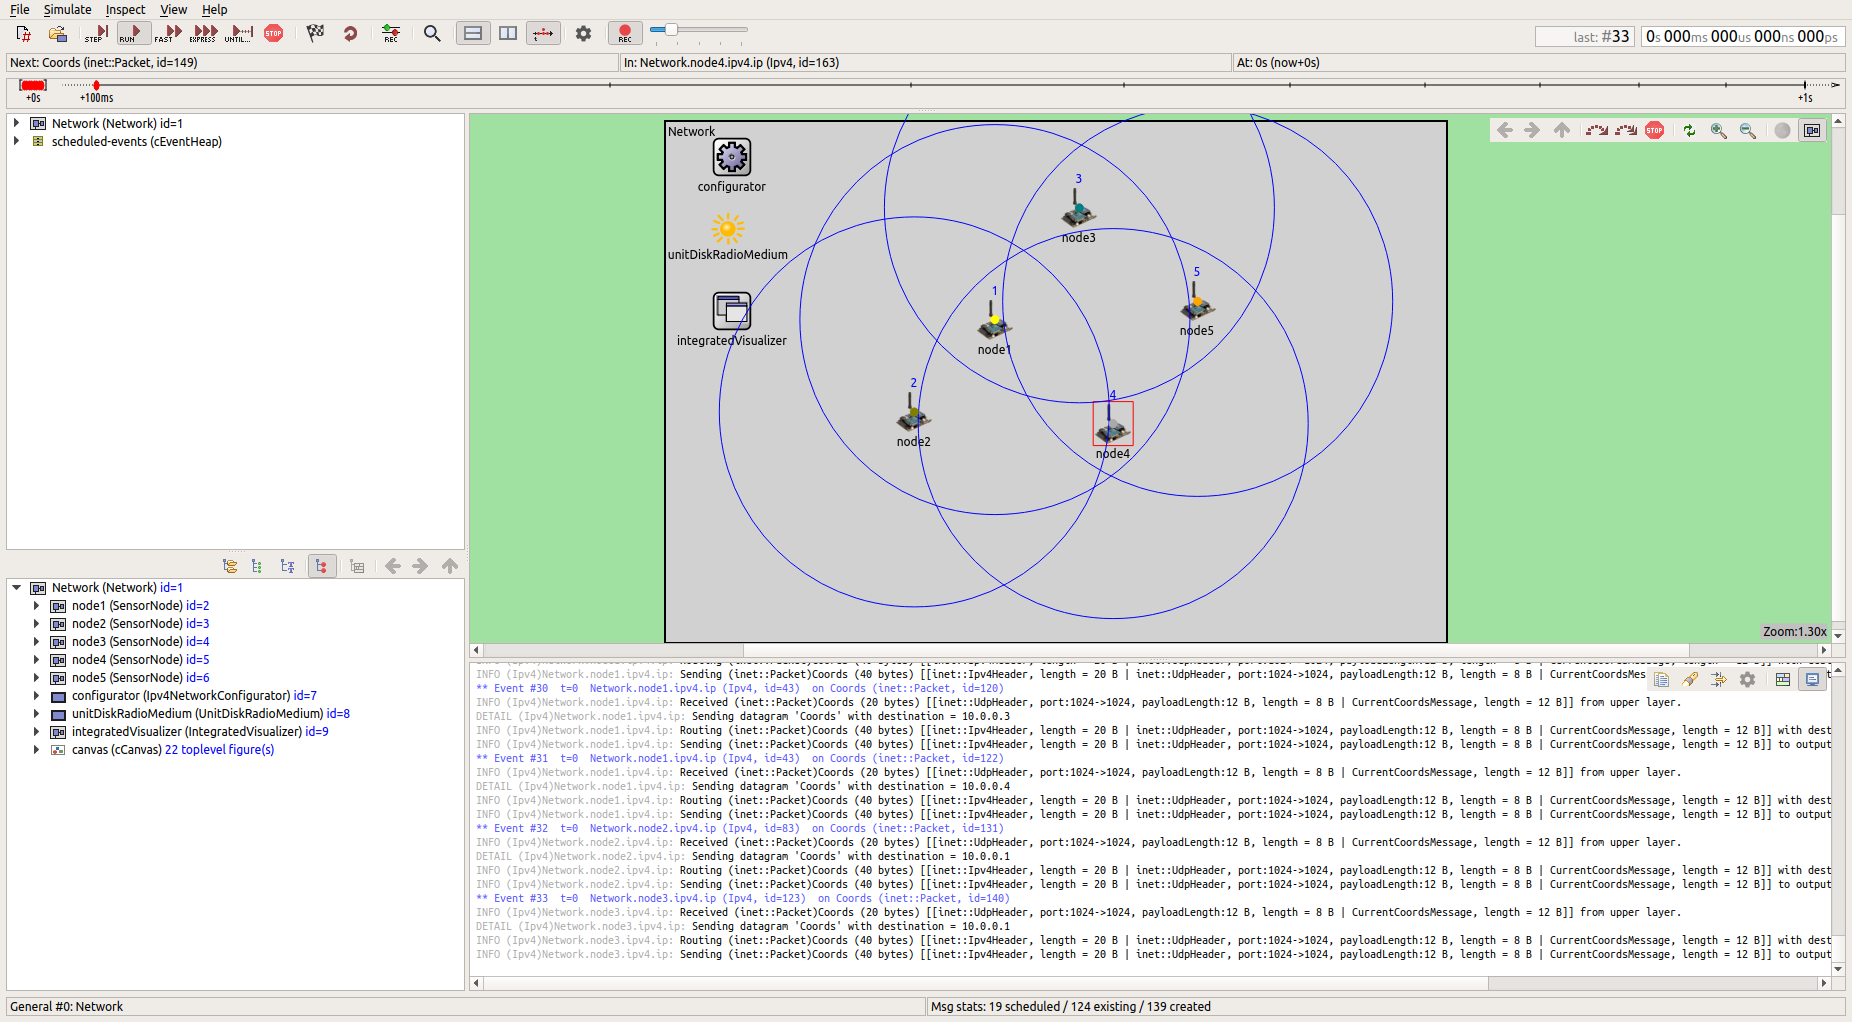 File Simulate Inspect View Help
STEP RUN FAST EXPRESS UNTIL... STOP REC REC
last: #33 0s 000ms 000us 000ns 000ps
Next: Coords (inet::Packet, id=149) In: Network.node4.ipv4.ip (Ipv4, id=163) At: 0s (now+0s)
+0s +100ms +1s
Network (Network) id=1
scheduled-events (cEventHeap)
Network
configurator
unitDiskRadioMedium
integratedVisualizer
3
node3
5
node5
1
node1
2
node2
4
node4
STOP
Zoom:1.30x
Network (Network) id=1
node1 (SensorNode) id=2
node2 (SensorNode) id=3
node3 (SensorNode) id=4
node4 (SensorNode) id=5
node5 (SensorNode) id=6
configurator (Ipv4NetworkConfigurator) id=7
unitDiskRadioMedium (UnitDiskRadioMedium) id=8
integratedVisualizer (IntegratedVisualizer) id=9
canvas (cCanvas) 22 toplevel figure(s)
INFO (Ipv4)Network.node1.ipv4.ip: Sending (inet::Packet)Coords (40 bytes) [[inet::Ipv4Header, length = 20 B | inet::UdpHeader, port:1024->1024, payloadLength:12 B, length = 8 B | CurrentCoordsMes
** Event #30 t=0 Network.node1.ipv4.ip (Ipv4, id=43) on Coords (inet::Packet, id=120)
INFO (Ipv4)Network.node1.ipv4.ip: Received (inet::Packet)Coords (20 bytes) [[inet::UdpHeader, port:1024->1024, payloadLength:12 B, length = 8 B | CurrentCoordsMessage, length = 12 B]] from upper layer.
DETAIL (Ipv4)Network.node1.ipv4.ip: Sending datagram 'Coords' with destination = 10.0.0.3
INFO (Ipv4)Network.node1.ipv4.ip: Routing (inet::Packet)Coords (40 bytes) [[inet::Ipv4Header, length = 20 B | inet::UdpHeader, port:1024->1024, payloadLength:12 B, length = 8 B | CurrentCoordsMessage, length = 12 B]] with dest
INFO (Ipv4)Network.node1.ipv4.ip: Sending (inet::Packet)Coords (40 bytes) [[inet::Ipv4Header, length = 20 B | inet::UdpHeader, port:1024->1024, payloadLength:12 B, length = 8 B | CurrentCoordsMessage, length = 12 B]] to output
** Event #31 t=0 Network.node1.ipv4.ip (Ipv4, id=43) on Coords (inet::Packet, id=122)
INFO (Ipv4)Network.node1.ipv4.ip: Received (inet::Packet)Coords (20 bytes) [[inet::UdpHeader, port:1024->1024, payloadLength:12 B, length = 8 B | CurrentCoordsMessage, length = 12 B]] from upper layer.
DETAIL (Ipv4)Network.node1.ipv4.ip: Sending datagram 'Coords' with destination = 10.0.0.4
INFO (Ipv4)Network.node1.ipv4.ip: Routing (inet::Packet)Coords (40 bytes) [[inet::Ipv4Header, length = 20 B | inet::UdpHeader, port:1024->1024, payloadLength:12 B, length = 8 B | CurrentCoordsMessage, length = 12 B]] with dest
INFO (Ipv4)Network.node1.ipv4.ip: Sending (inet::Packet)Coords (40 bytes) [[inet::Ipv4Header, length = 20 B | inet::UdpHeader, port:1024->1024, payloadLength:12 B, length = 8 B | CurrentCoordsMessage, length = 12 B]] to output
** Event #32 t=0 Network.node2.ipv4.ip (Ipv4, id=83) on Coords (inet::Packet, id=131)
INFO (Ipv4)Network.node2.ipv4.ip: Received (inet::Packet)Coords (20 bytes) [[inet::UdpHeader, port:1024->1024, payloadLength:12 B, length = 8 B | CurrentCoordsMessage, length = 12 B]] from upper layer.
DETAIL (Ipv4)Network.node2.ipv4.ip: Sending datagram 'Coords' with destination = 10.0.0.1
INFO (Ipv4)Network.node2.ipv4.ip: Routing (inet::Packet)Coords (40 bytes) [[inet::Ipv4Header, length = 20 B | inet::UdpHeader, port:1024->1024, payloadLength:12 B, length = 8 B | CurrentCoordsMessage, length = 12 B]] with dest
INFO (Ipv4)Network.node2.ipv4.ip: Sending (inet::Packet)Coords (40 bytes) [[inet::Ipv4Header, length = 20 B | inet::UdpHeader, port:1024->1024, payloadLength:12 B, length = 8 B | CurrentCoordsMessage, length = 12 B]] to output
** Event #33 t=0 Network.node3.ipv4.ip (Ipv4, id=123) on Coords (inet::Packet, id=140)
INFO (Ipv4)Network.node3.ipv4.ip: Received (inet::Packet)Coords (20 bytes) [[inet::UdpHeader, port:1024->1024, payloadLength:12 B, length = 8 B | CurrentCoordsMessage, length = 12 B]] from upper layer.
DETAIL (Ipv4)Network.node3.ipv4.ip: Sending datagram 'Coords' with destination = 10.0.0.1
INFO (Ipv4)Network.node3.ipv4.ip: Routing (inet::Packet)Coords (40 bytes) [[inet::Ipv4Header, length = 20 B | inet::UdpHeader, port:1024->1024, payloadLength:12 B, length = 8 B | CurrentCoordsMessage, length = 12 B]] with dest
INFO (Ipv4)Network.node3.ipv4.ip: Sending (inet::Packet)Coords (40 bytes) [[inet::Ipv4Header, length = 20 B | inet::UdpHeader, port:1024->1024, payloadLength:12 B, length = 8 B | CurrentCoordsMessage, length = 12 B]] to output
General #0: Network Msg stats: 19 scheduled / 124 existing / 139 created